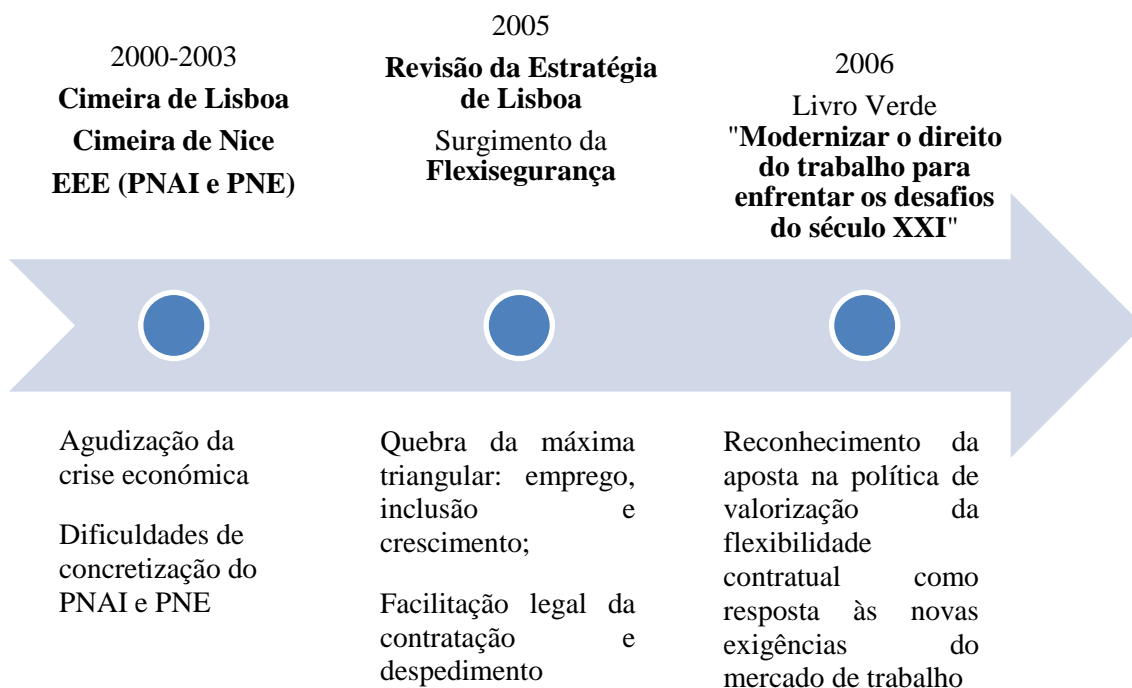 2000-2003
Cimeira de Lisboa
Cimeira de Nice
EEE (PNAI e PNE)
2005
Revisão da Estratégia
de Lisboa
Surgimento da
Flexisegurança
2006
Livro Verde
"Modernizar o direito
do trabalho para
enfrentar os desafios
do século XXI"
Agudização da
crise económica
Dificuldades de
concretização do
PNAI e PNE
Quebra da máxima
triangular: emprego,
inclusão e
crescimento;
Facilitação legal da
contratação e
despedimento
Reconhecimento da
aposta na política de
valorização da
flexibilidade
contratual como
resposta às novas
exigências do
mercado de trabalho